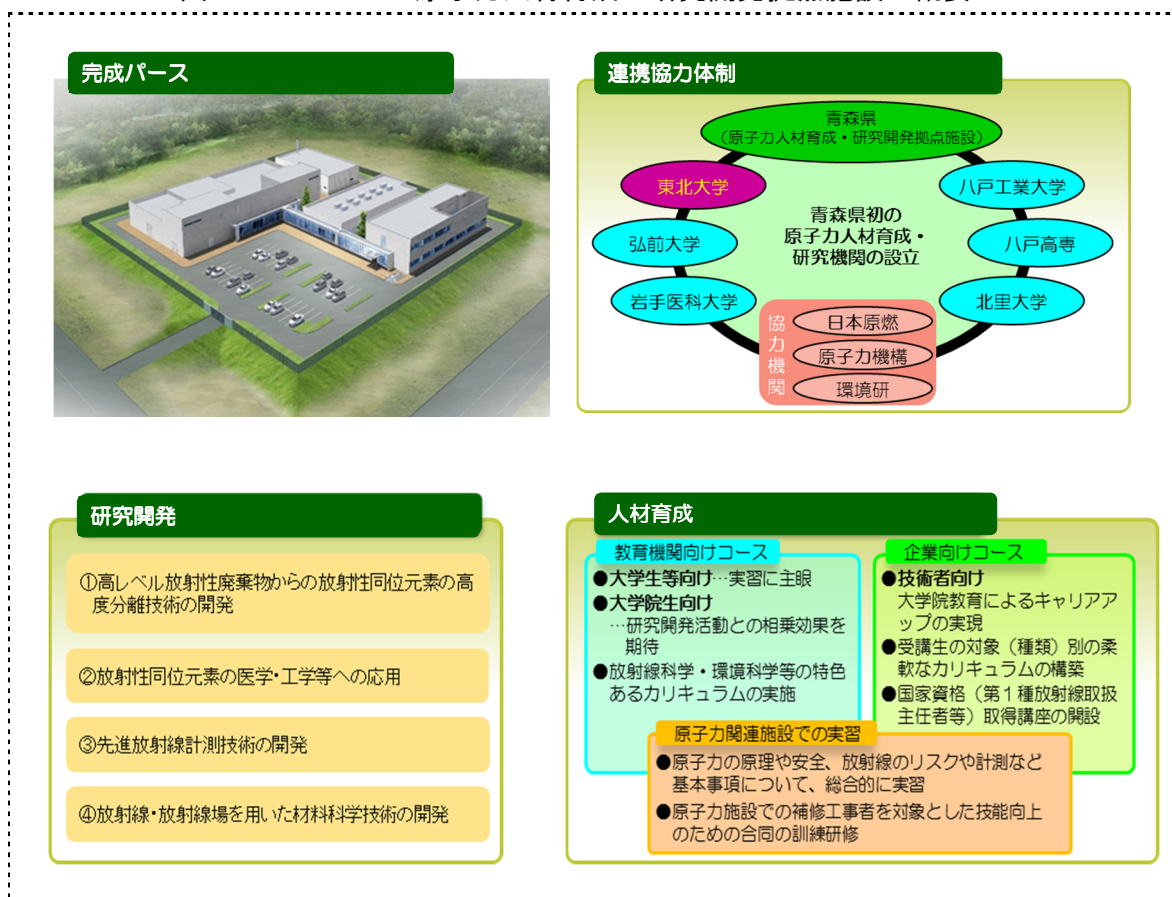 完成パース
連携協力体制
青森県
(原子力人材育成・研究開発拠点施設)
東北大学
八戸工業大学
弘前大学
八戸高専
岩手医科大学
北里大学
青森県初の
原子力人材育成・
研究機関の設立
協力機関
日本原燃
原子力機構
環境研
研究開発
①高レベル放射性廃棄物からの放射性同位元素の高
度分離技術の開発
②放射性同位元素の医学・工学等への応用
③先進放射線計測技術の開発
④放射線・放射線場を用いた材料科学技術の開発
人材育成
教育機関向けコース
●大学生等向け…実習に主眼
●大学院生向け
…研究開発活動との相乗効果を
期待
●放射線科学・環境科学等の特色
あるカリキュラムの実施
企業向けコース
●技術者向け
大学院教育によるキャリアア
ップの実現
●受講生の対象（種類）別の柔
軟なカリキュラムの構築
●国家資格（第１種放射線取扱
主任者等）取得講座の開設
原子力関連施設での実習
●原子力の原理や安全、放射線のリスクや計測など
基本事項について、総合的に実習
●原子力施設での補修工事者を対象とした技能向上
のための合同の訓練研修